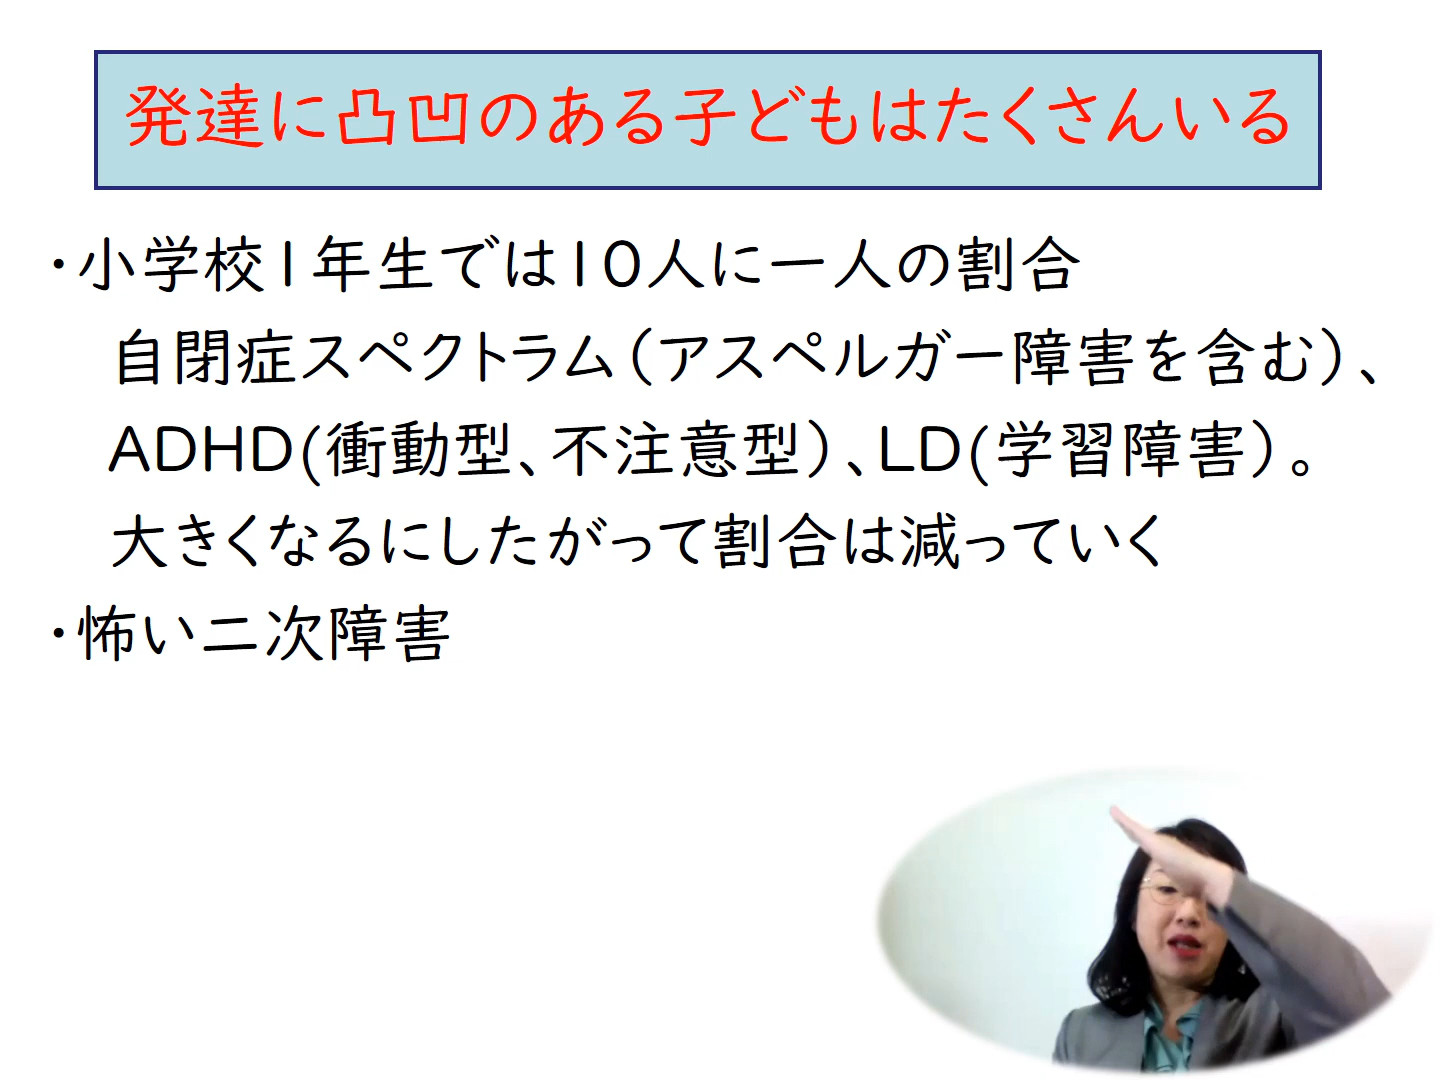 発達に凸凹のある子どもはたくさんいる
・小学校1年生では10人に一人の割合
自閉症スペクトラム（アスペルガー障害を含む）、
ADHD(衝動型、不注意型）、LD(学習障害）。
大きくなるにしたがって割合は減っていく
・怖い二次障害